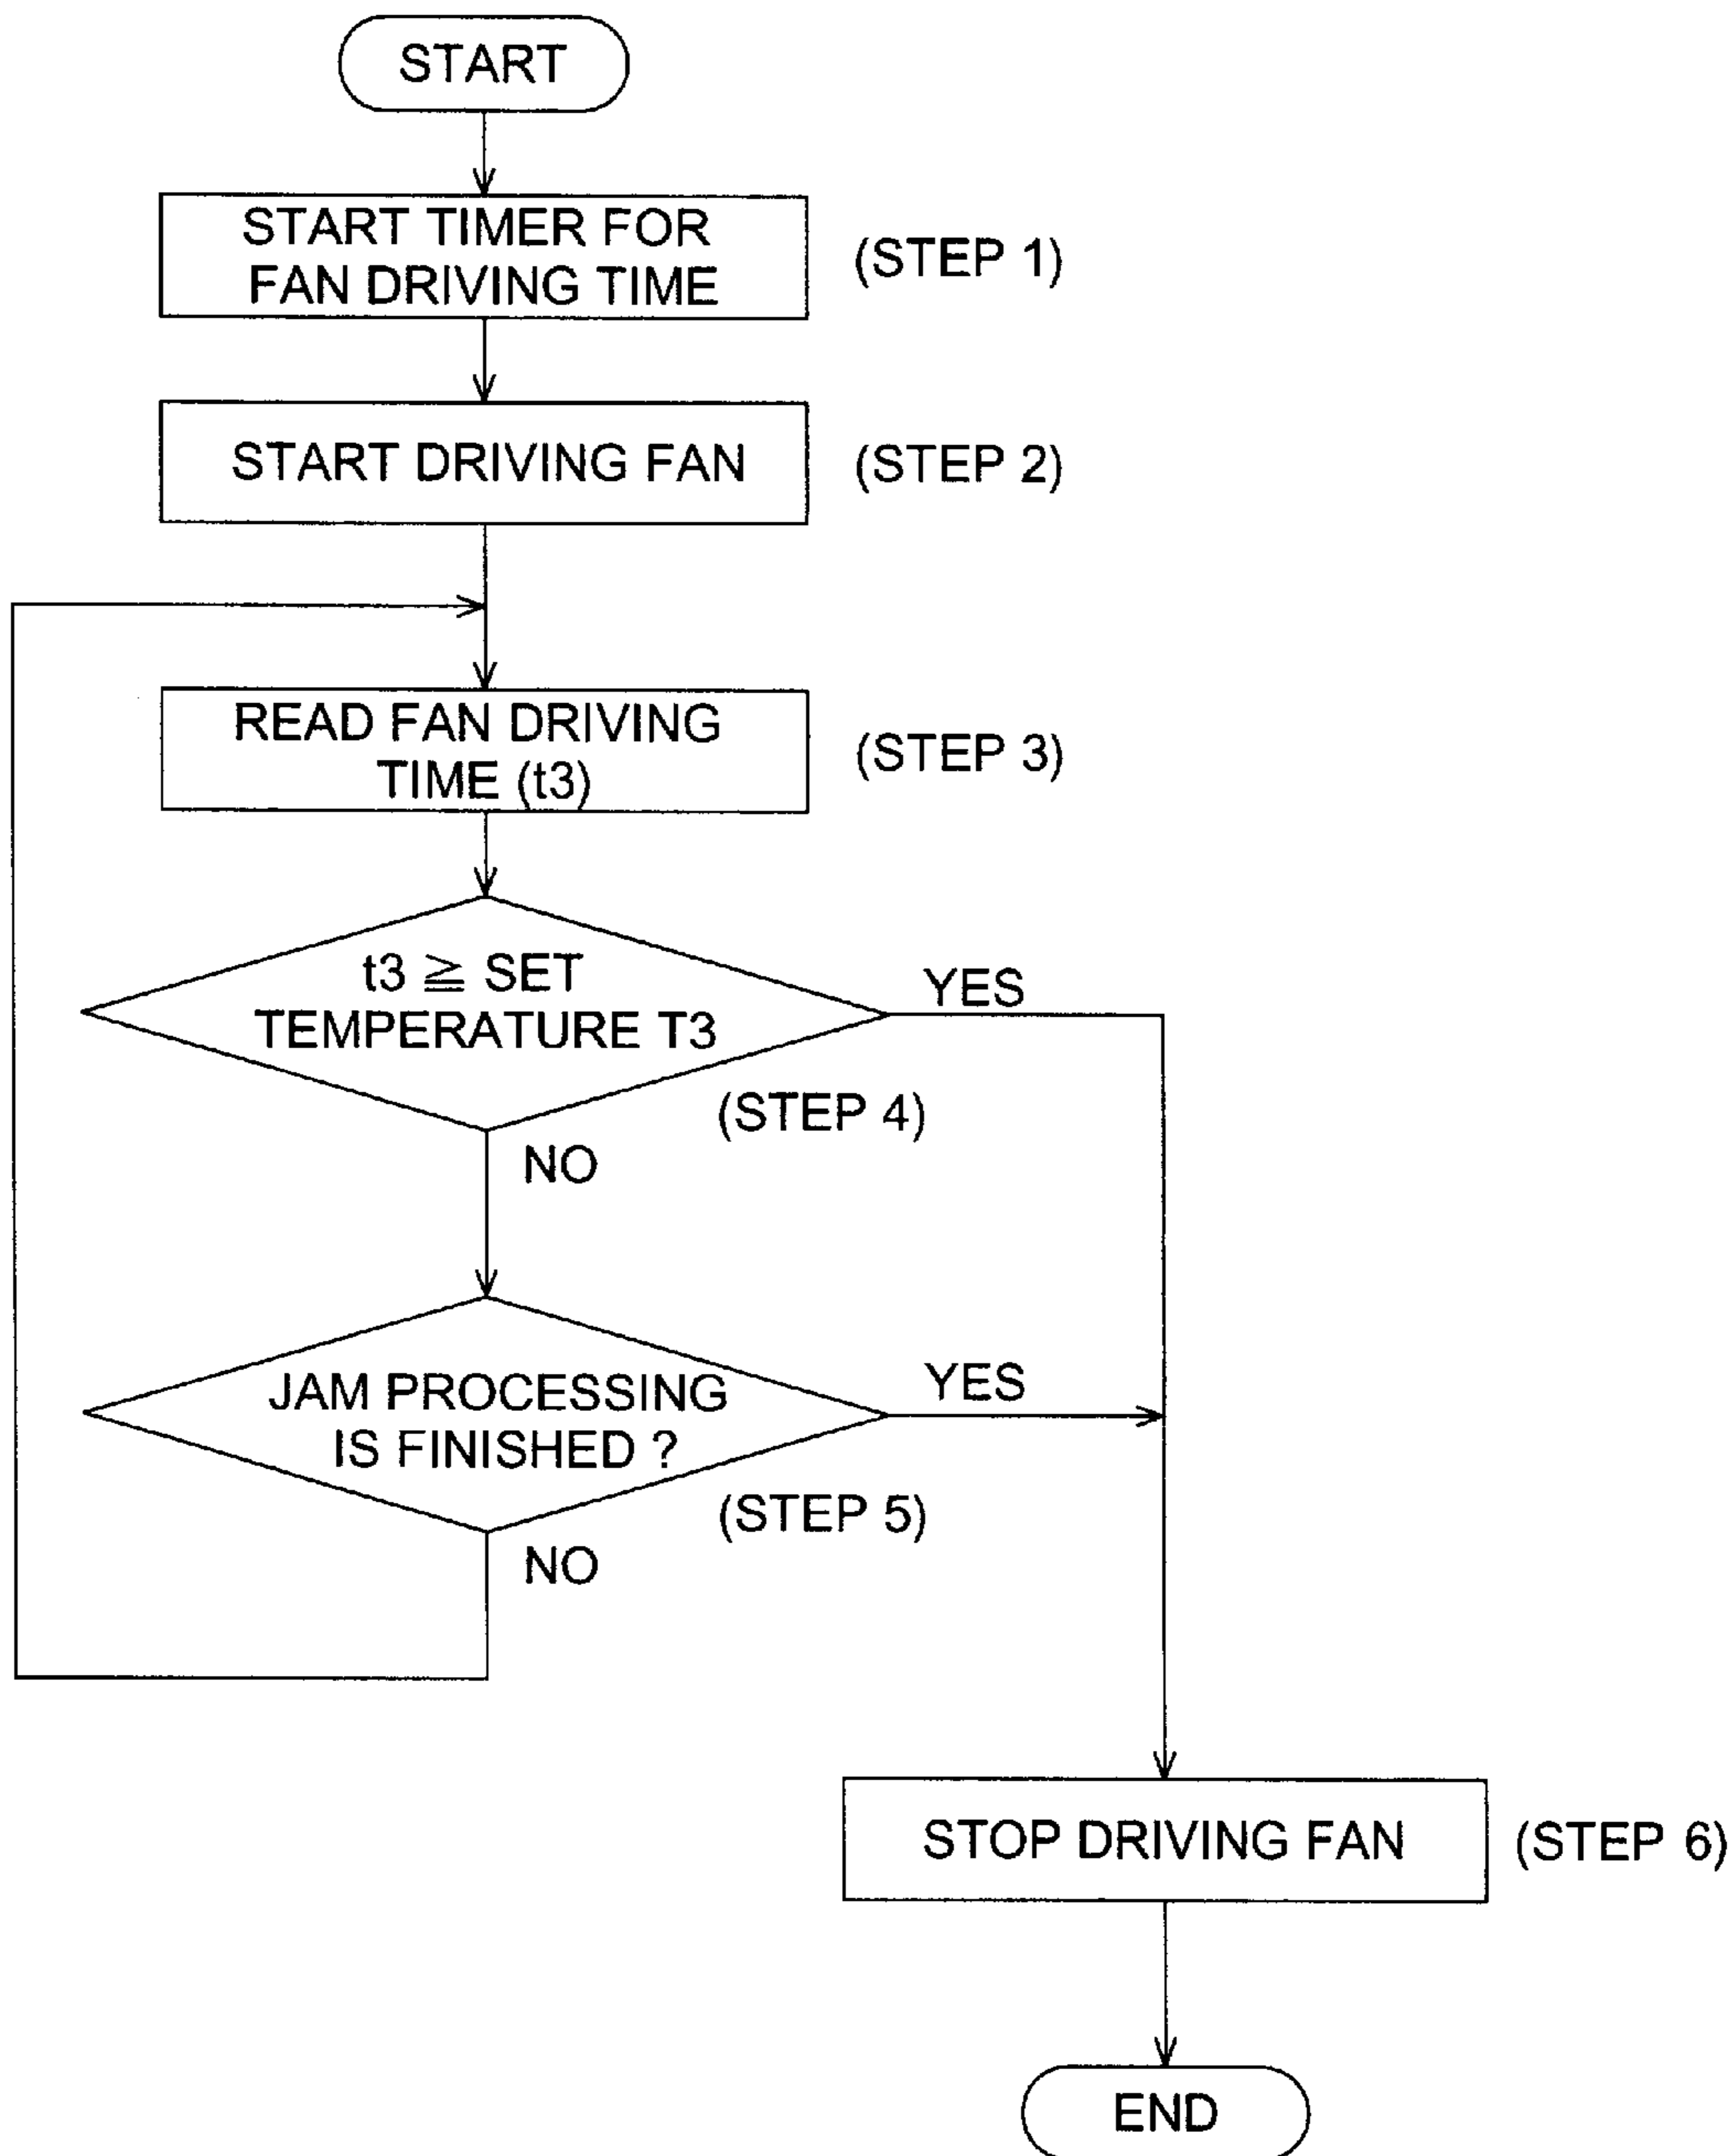 START
START TIMER FOR
FAN DRIVING TIME
(STEP 1)
START DRIVING FAN
(STEP 2)
READ FAN DRIVING
TIME (t3)
(STEP 3)
t3 ≧ SET
TEMPERATURE T3
YES
(STEP 4)
NO
JAM PROCESSING
IS FINISHED ?
YES
(STEP 5)
NO
STOP DRIVING FAN
(STEP 6)
END